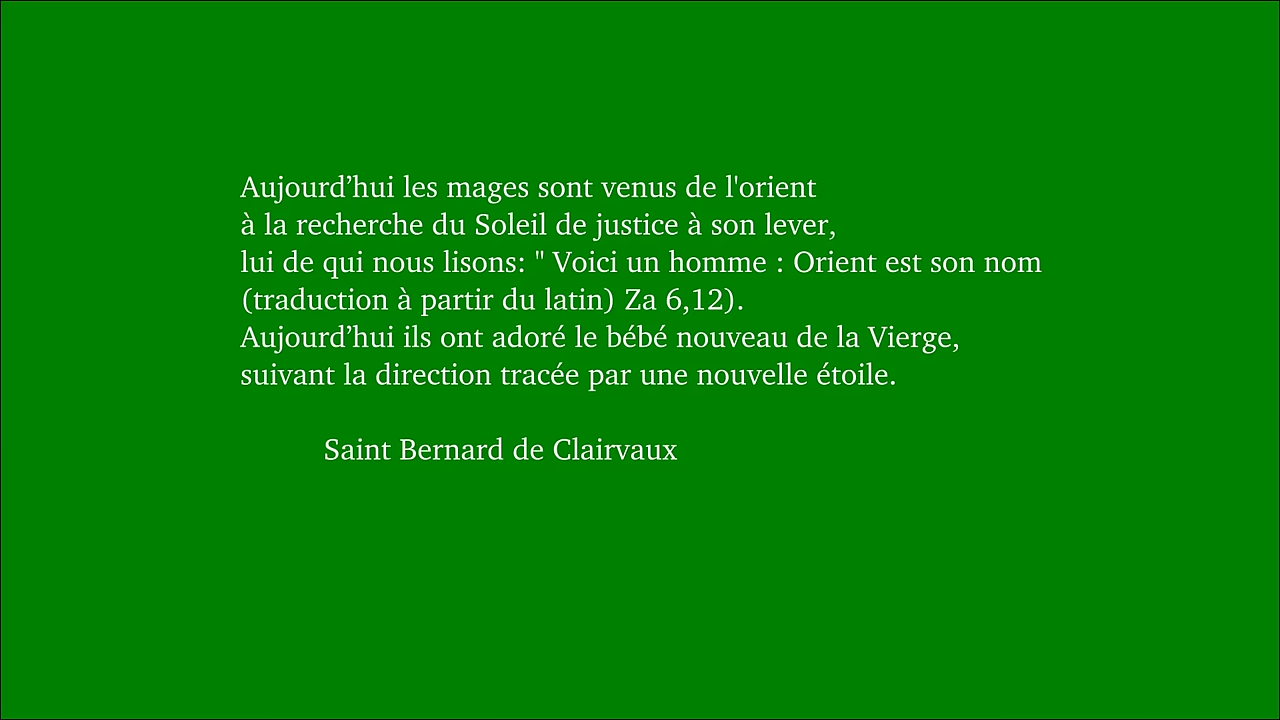 Aujourd’hui les mages sont venus de l'orient
à la recherche du Soleil de justice à son lever,
lui de qui nous lisons: " Voici un homme : Orient est son nom
(traduction à partir du latin) Za 6,12).
Aujourd’hui ils ont adoré le bébé nouveau de la Vierge,
suivant la direction tracée par une nouvelle étoile.
Saint Bernard de Clairvaux